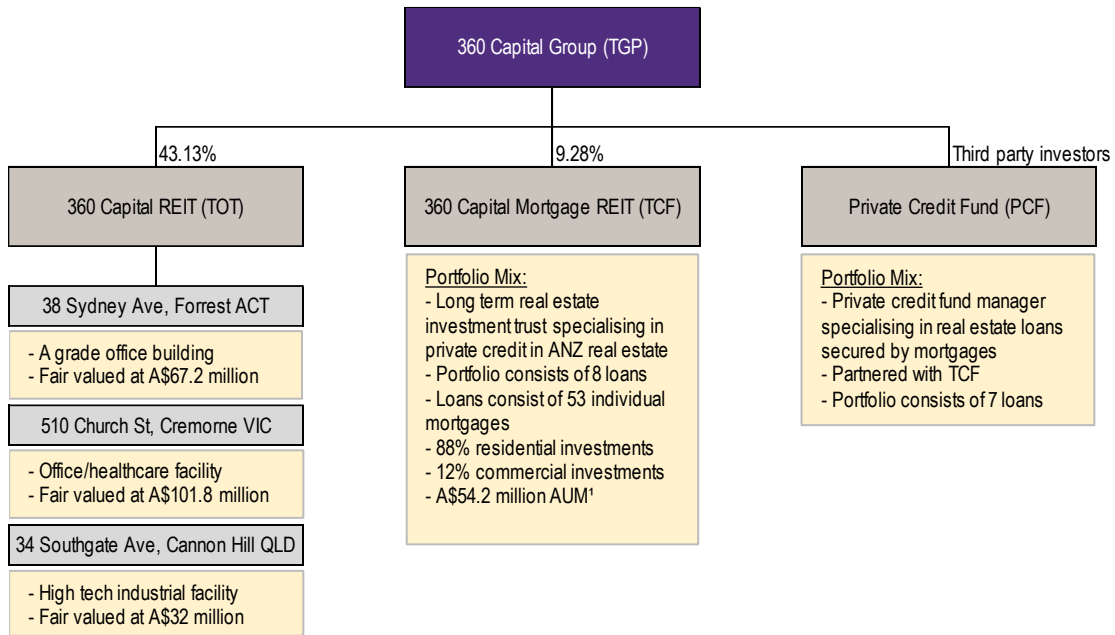 360 Capital Group (TGP)
43.13%
9.28%
Third party investors
360 Capital REIT (TOT)
360 Capital Mortgage REIT (TCF)
Private Credit Fund (PCF)
38 Sydney Ave, Forrest ACT
- A grade office building
- Fair valued at A$67.2 million
510 Church St, Cremorne VIC
- Office/healthcare facility
- Fair valued at A$101.8 million
34 Southgate Ave, Cannon Hill QLD
- High tech industrial facility
- Fair valued at A$32 million
Portfolio Mix:
- Long term real estate
investment trust specialising in
private credit in ANZ real estate
- Portfolio consists of 8 loans
- Loans consist of 53 individual
mortgages
- 88% residential investments
- 12% commercial investments
- A$54.2 million AUM¹
Portfolio Mix:
- Private credit fund manager
specialising in real estate loans
secured by mortgages
- Partnered with TCF
- Portfolio consists of 7 loans